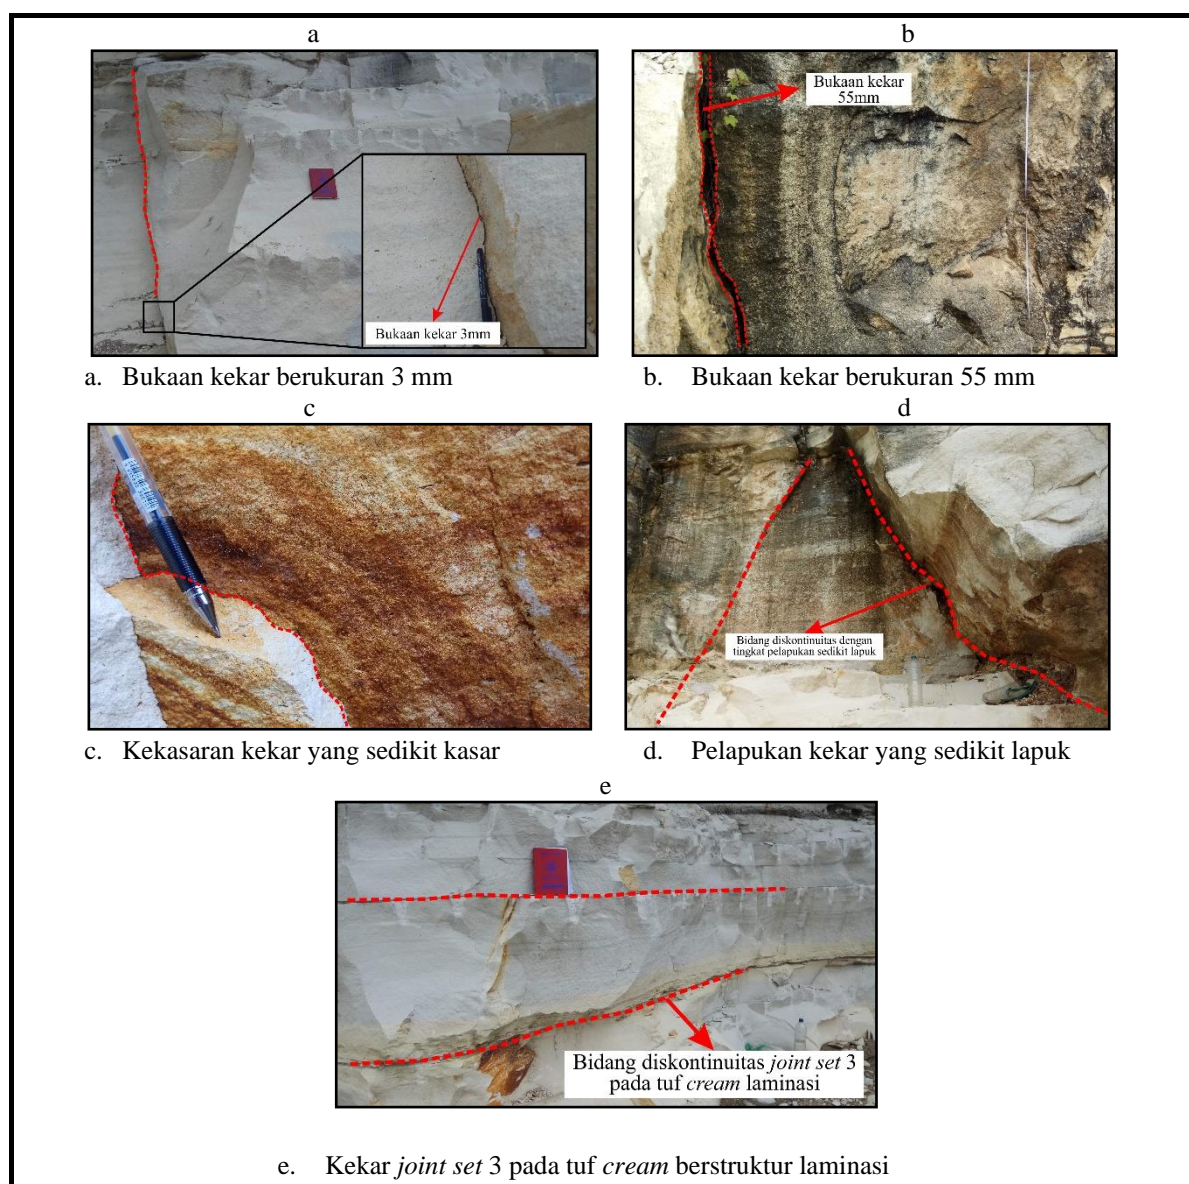 a
b
Bukaan kekar 3mm
Bukaan kekar
55mm
a. Bukaan kekar berukuran 3 mm
b. Bukaan kekar berukuran 55 mm
c
d
Bidang diskontinuitas dengan
tingkat pelapukan sedikit lapuk
c. Kekasaran kekar yang sedikit kasar
d. Pelapukan kekar yang sedikit lapuk
e
Bidang diskontinuitas joint set 3
pada tuf cream laminasi
e. Kekar joint set 3 pada tuf cream berstruktur laminasi